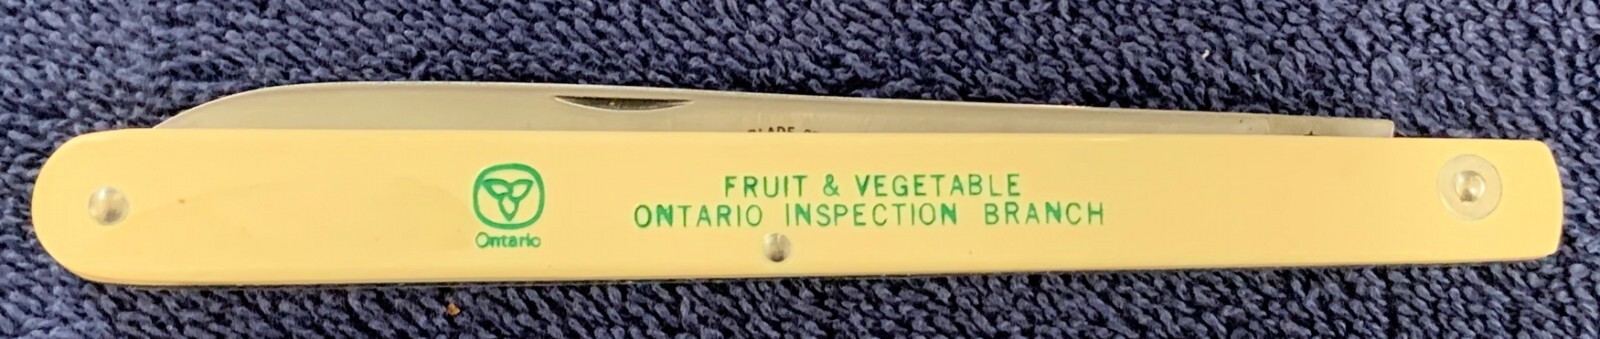 FRUIT & VEGETABLE
ONTARIO INSPECTION BRANCH
Ontario